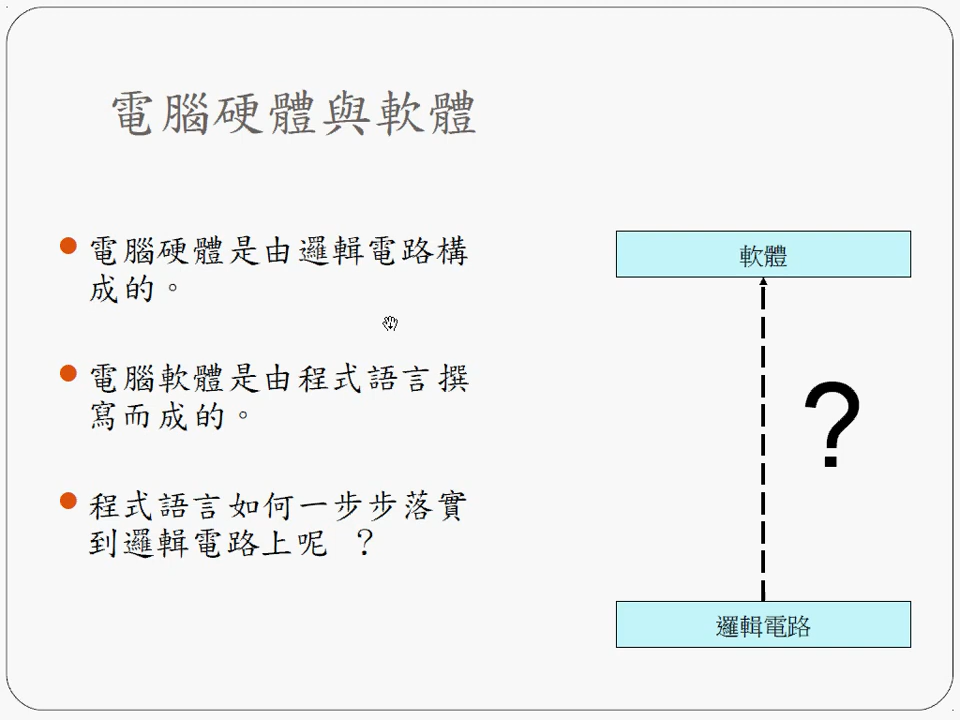 電腦硬體與軟體
電腦硬體是由邏輯電路構
成的。
電腦軟體是由程式語言撰
寫而成的。
程式語言如何一步步落實
到邏輯電路上呢 ？
軟體
?
邏輯電路